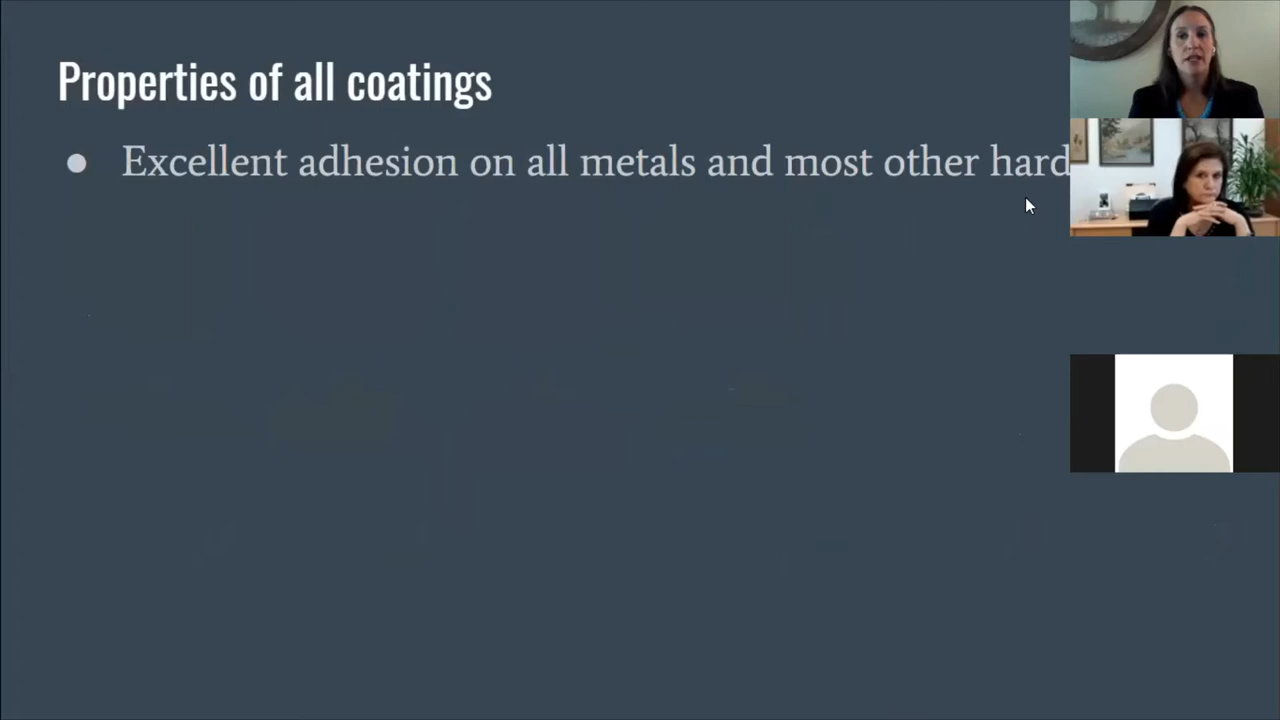 Properties of all coatings
● Excellent adhesion on all metals and most other hard